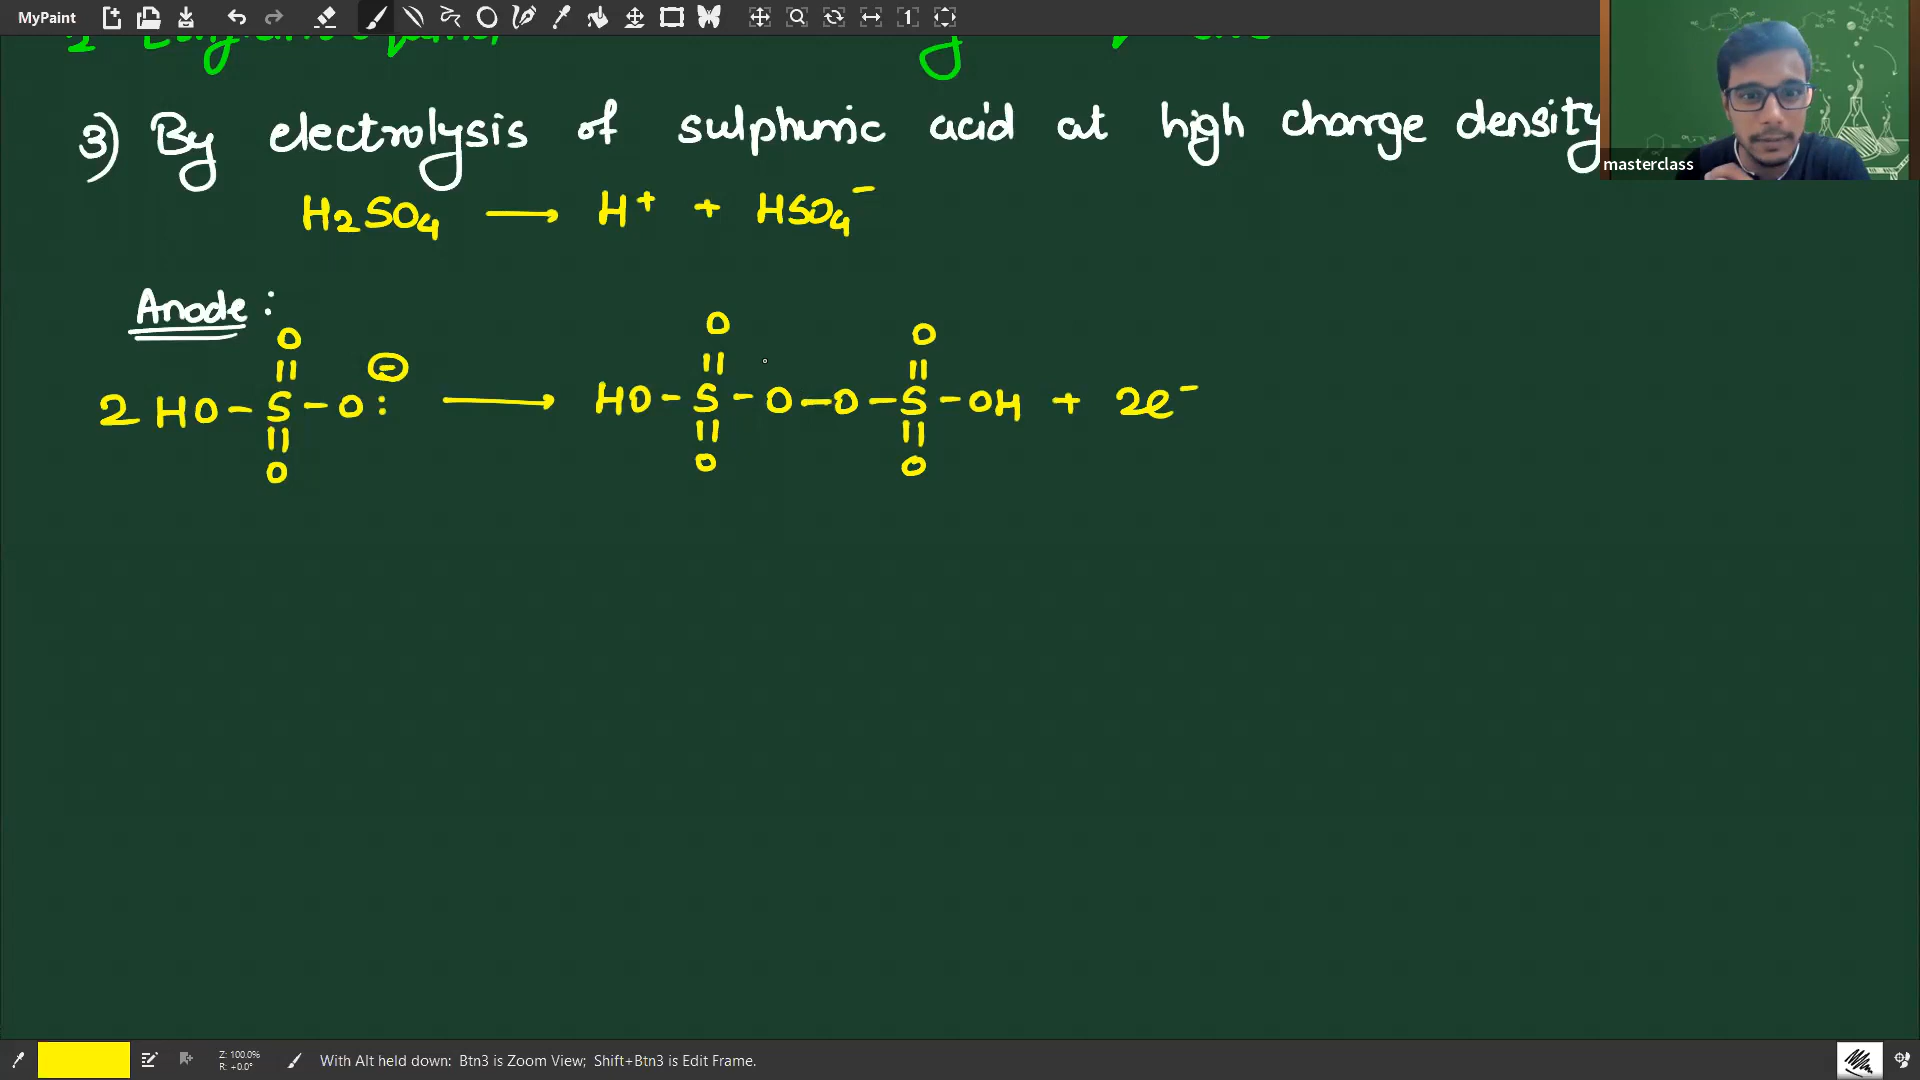 MyPaint
3) By electrolysis of sulphuric acid at high charge density
masterclass
H2SO4 ⟶ H+ + HSO4−
Anode :
O O O
|| || ||
2 HO – S – O : ⊖ ⟶ HO – S – O – O – S – OH + 2e−
|| || ||
O O O
Z: 100.0%
R: +0.0°
With Alt held down: Btn3 is Zoom View; Shift+Btn3 is Edit Frame.